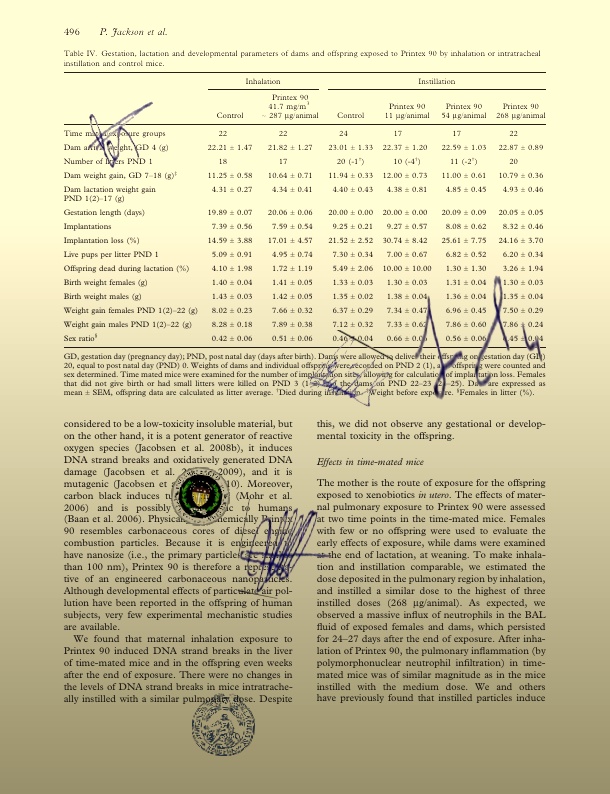 496 P. Jackson et al.
Table IV. Gestation, lactation and developmental parameters of dams and offspring exposed to Printex 90 by inhalation or intratracheal
instillation and control mice.
Inhalation Instillation
Control Printex 90 41.7 mg/m³ ~ 287 μg/animal Control Printex 90 11 μg/animal Printex 90 54 μg/animal Printex 90 268 μg/animal
Time mated exposure groups 22 22 24 17 17 22
Dam arrival weight, GD 4 (g) 22.21 ± 1.47 21.82 ± 1.27 23.01 ± 1.33 22.37 ± 1.20 22.59 ± 1.03 22.87 ± 0.89
Number of litters PND 1 18 17 20 (-1†) 10 (-4†) 11 (-2†) 20
Dam weight gain, GD 7–18 (g)‡ 11.25 ± 0.58 10.64 ± 0.71 11.94 ± 0.33 12.00 ± 0.73 11.00 ± 0.61 10.79 ± 0.36
Dam lactation weight gain 4.31 ± 0.27 4.34 ± 0.41 4.40 ± 0.43 4.38 ± 0.81 4.85 ± 0.45 4.93 ± 0.46
PND 1(2)–17 (g)
Gestation length (days) 19.89 ± 0.07 20.06 ± 0.06 20.00 ± 0.00 20.00 ± 0.00 20.09 ± 0.09 20.05 ± 0.05
Implantations 7.39 ± 0.56 7.59 ± 0.54 9.25 ± 0.21 9.27 ± 0.57 8.08 ± 0.62 8.32 ± 0.46
Implantation loss (%) 14.59 ± 3.88 17.01 ± 4.57 21.52 ± 2.52 30.74 ± 8.42 25.61 ± 7.75 24.16 ± 3.70
Live pups per litter PND 1 5.09 ± 0.91 4.95 ± 0.74 7.30 ± 0.34 7.00 ± 0.67 6.82 ± 0.52 6.20 ± 0.34
Offspring dead during lactation (%) 4.10 ± 1.98 1.72 ± 1.19 5.49 ± 2.06 10.00 ± 10.00 1.30 ± 1.30 3.26 ± 1.94
Birth weight females (g) 1.40 ± 0.04 1.41 ± 0.05 1.33 ± 0.03 1.30 ± 0.03 1.31 ± 0.04 1.30 ± 0.03
Birth weight males (g) 1.43 ± 0.03 1.42 ± 0.05 1.35 ± 0.02 1.38 ± 0.04 1.36 ± 0.04 1.35 ± 0.04
Weight gain females PND 1(2)–22 (g) 8.02 ± 0.23 7.66 ± 0.32 6.37 ± 0.29 7.34 ± 0.47 6.96 ± 0.45 7.50 ± 0.29
Weight gain males PND 1(2)–22 (g) 8.28 ± 0.18 7.89 ± 0.38 7.12 ± 0.32 7.33 ± 0.62 7.86 ± 0.60 7.86 ± 0.24
Sex ratio§ 0.42 ± 0.06 0.51 ± 0.06 0.46 ± 0.04 0.66 ± 0.05 0.56 ± 0.06 0.45 ± 0.04
GD, gestation day (pregnancy day); PND, post natal day (days after birth). Dams were allowed to deliver their offspring on gestation day (GD)
20, equal to post natal day (PND) 0. Weights of dams and individual offspring were recorded on PND 2 (1), and offspring were counted and
sex determined. Time mated mice were examined for the number of implantation sites, allowing for calculation of implantation loss. Females
that did not give birth or had small litters were killed on PND 3 and the dams on PND 22–23 Data are expressed as
mean ± SEM, offspring data are calculated as litter average. †Died during ‡Weight before exposure. §Females in litter (%).
considered to be a low-toxicity insoluble material, but
on the other hand, it is a potent generator of reactive
oxygen species (Jacobsen et al. 2008b), it induces
DNA strand breaks and oxidatively generated DNA
damage (Jacobsen et al. 2009), and it is
mutagenic (Jacobsen et al. 2010). Moreover,
carbon black induces (Mohr et al.
2006) and is possibly to humans
(Baan et al. 2006). Physically chemically Printex
90 resembles carbonaceous cores of diesel engine
combustion particles. Because it is engineered to
have nanosize (i.e., the primary particles
than 100 nm), Printex 90 is therefore a representa-
tive of an engineered carbonaceous nanoparticles.
Although developmental effects of particulate air pol-
lution have been reported in the offspring of human
subjects, very few experimental mechanistic studies
are available.
We found that maternal inhalation exposure to
Printex 90 induced DNA strand breaks in the liver
of time-mated mice and in the offspring even weeks
after the end of exposure. There were no changes in
the levels of DNA strand breaks in mice intratrache-
ally instilled with a similar pulmonary dose. Despite
this, we did not observe any gestational or develop-
mental toxicity in the offspring.
Effects in time-mated mice
The mother is the route of exposure for the offspring
exposed to xenobiotics in utero. The effects of mater-
nal pulmonary exposure to Printex 90 were assessed
at two time points in the time-mated mice. Females
with few or no offspring were used to evaluate the
early effects of exposure, while dams were examined
at the end of lactation, at weaning. To make inhala-
tion and instillation comparable, we estimated the
dose deposited in the pulmonary region by inhalation,
and instilled a similar dose to the highest of three
instilled doses (268 μg/animal). As expected, we
observed a massive influx of neutrophils in the BAL
fluid of exposed females and dams, which persisted
for 24–27 days after the end of exposure. After inha-
lation of Printex 90, the pulmonary inflammation (by
polymorphonuclear neutrophil infiltration) in time-
mated mice was of similar magnitude as in the mice
instilled with the medium dose. We and others
have previously found that instilled particles induce